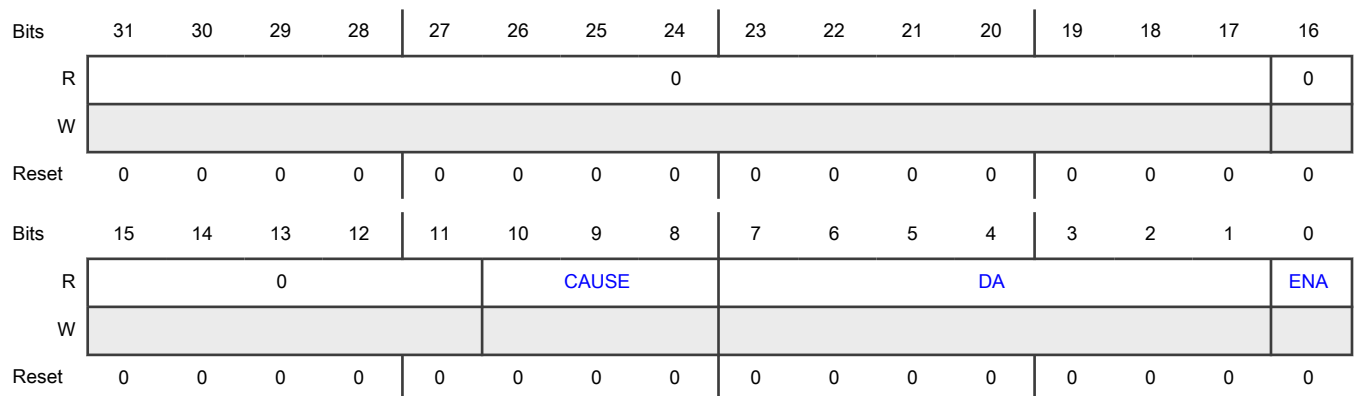 Bits 31 30 29 28 27 26 25 24 23 22 21 20 19 18 17 16
R 0 0
W
Reset 0 0 0 0 0 0 0 0 0 0 0 0 0 0 0 0
Bits 15 14 13 12 11 10 9 8 7 6 5 4 3 2 1 0
R 0 CAUSE DA ENA
W
Reset 0 0 0 0 0 0 0 0 0 0 0 0 0 0 0 0